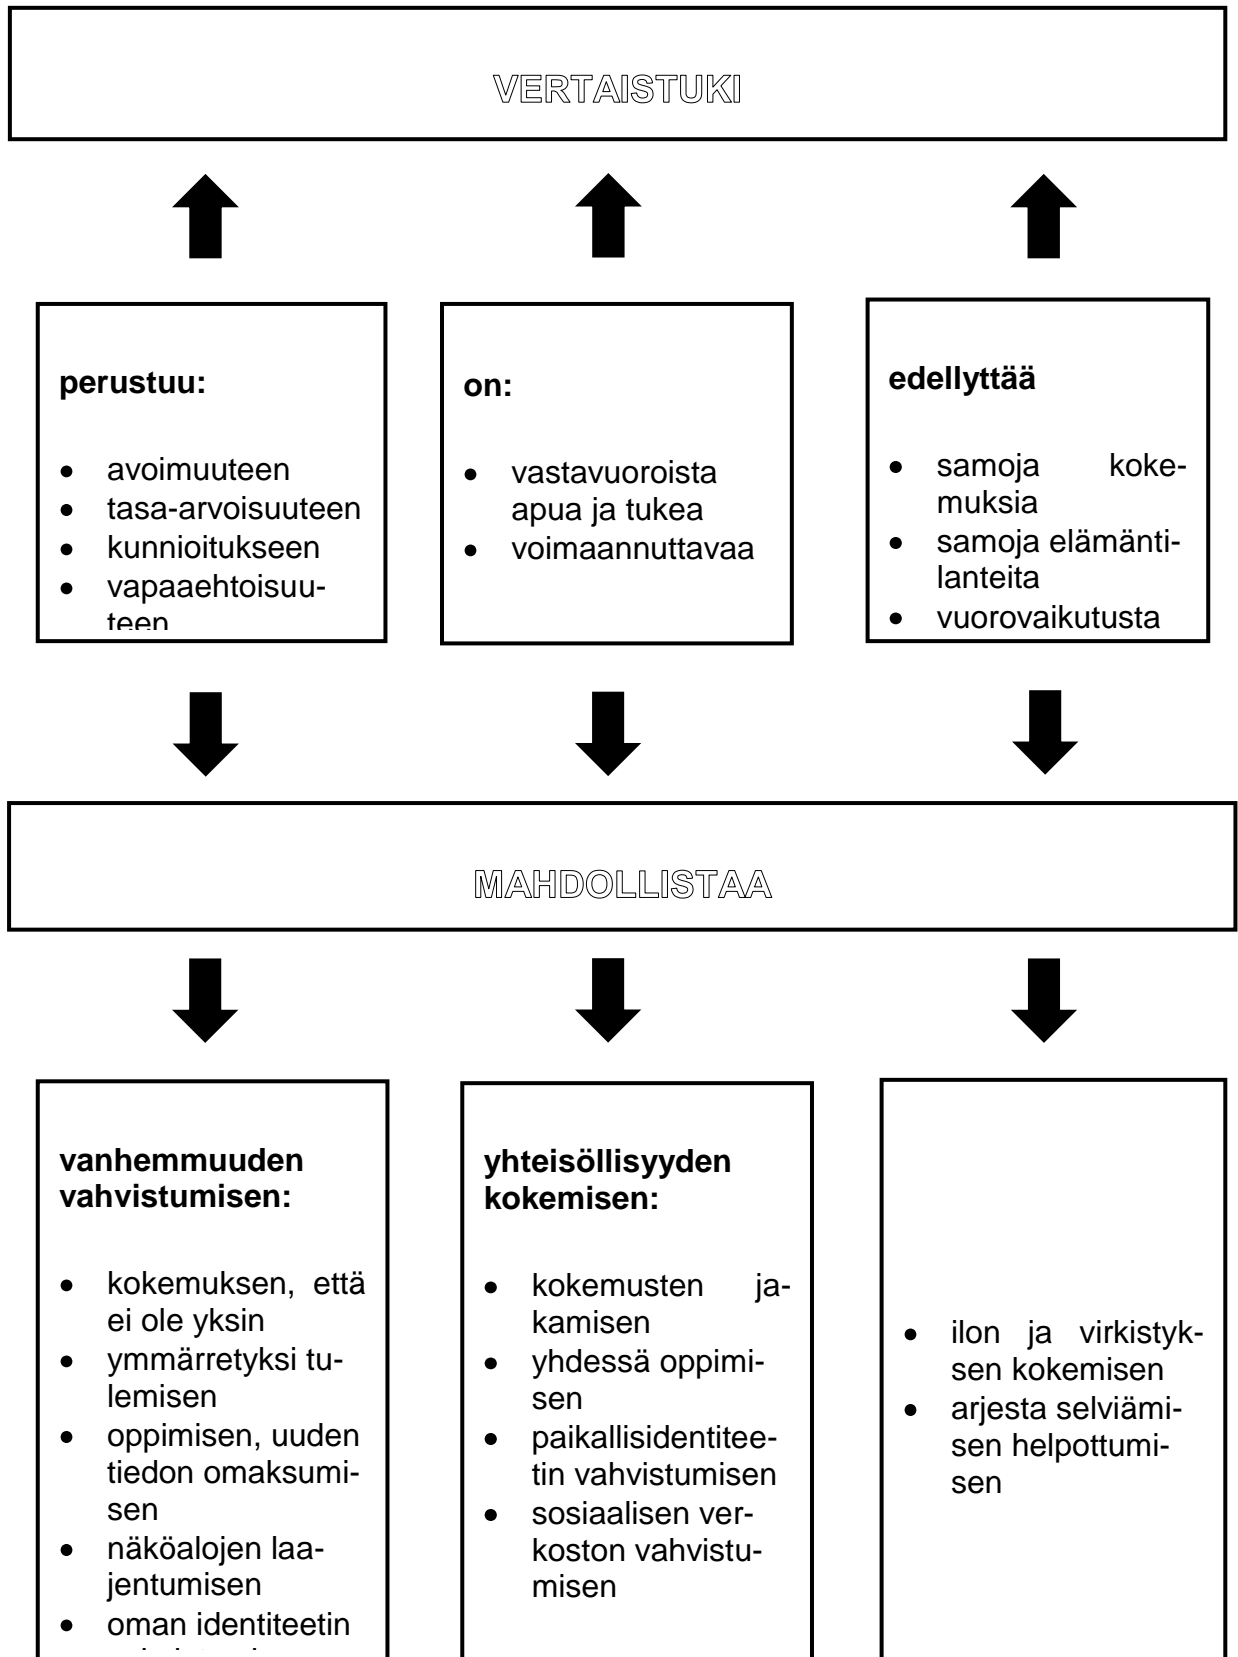 VERTAISTUKI
perustuu:
• avoimuuteen
• tasa-arvoisuuteen
• kunnioitukseen
• vapaaehtoisuu-
teen
on:
• vastavuoroista
apua ja tukea
• voimaannuttavaa
edellyttää
• samoja koke-
muksia
• samoja elämänti-
lanteita
• vuorovaikutusta
MAHDOLLISTAA
vanhemmuuden
vahvistumisen:
• kokemuksen, että
ei ole yksin
• ymmärretyksi tu-
lemisen
• oppimisen, uuden
tiedon omaksumi-
sen
• näköalojen laa-
jentumisen
• oman identiteetin
yhteisöllisyyden
kokemisen:
• kokemusten ja-
kamisen
• yhdessä oppimi-
sen
• paikallisidentitee-
tin vahvistumisen
• sosiaalisen ver-
koston vahvistu-
misen
• ilon ja virkistyk-
sen kokemisen
• arjesta selviämi-
sen helpottumi-
sen